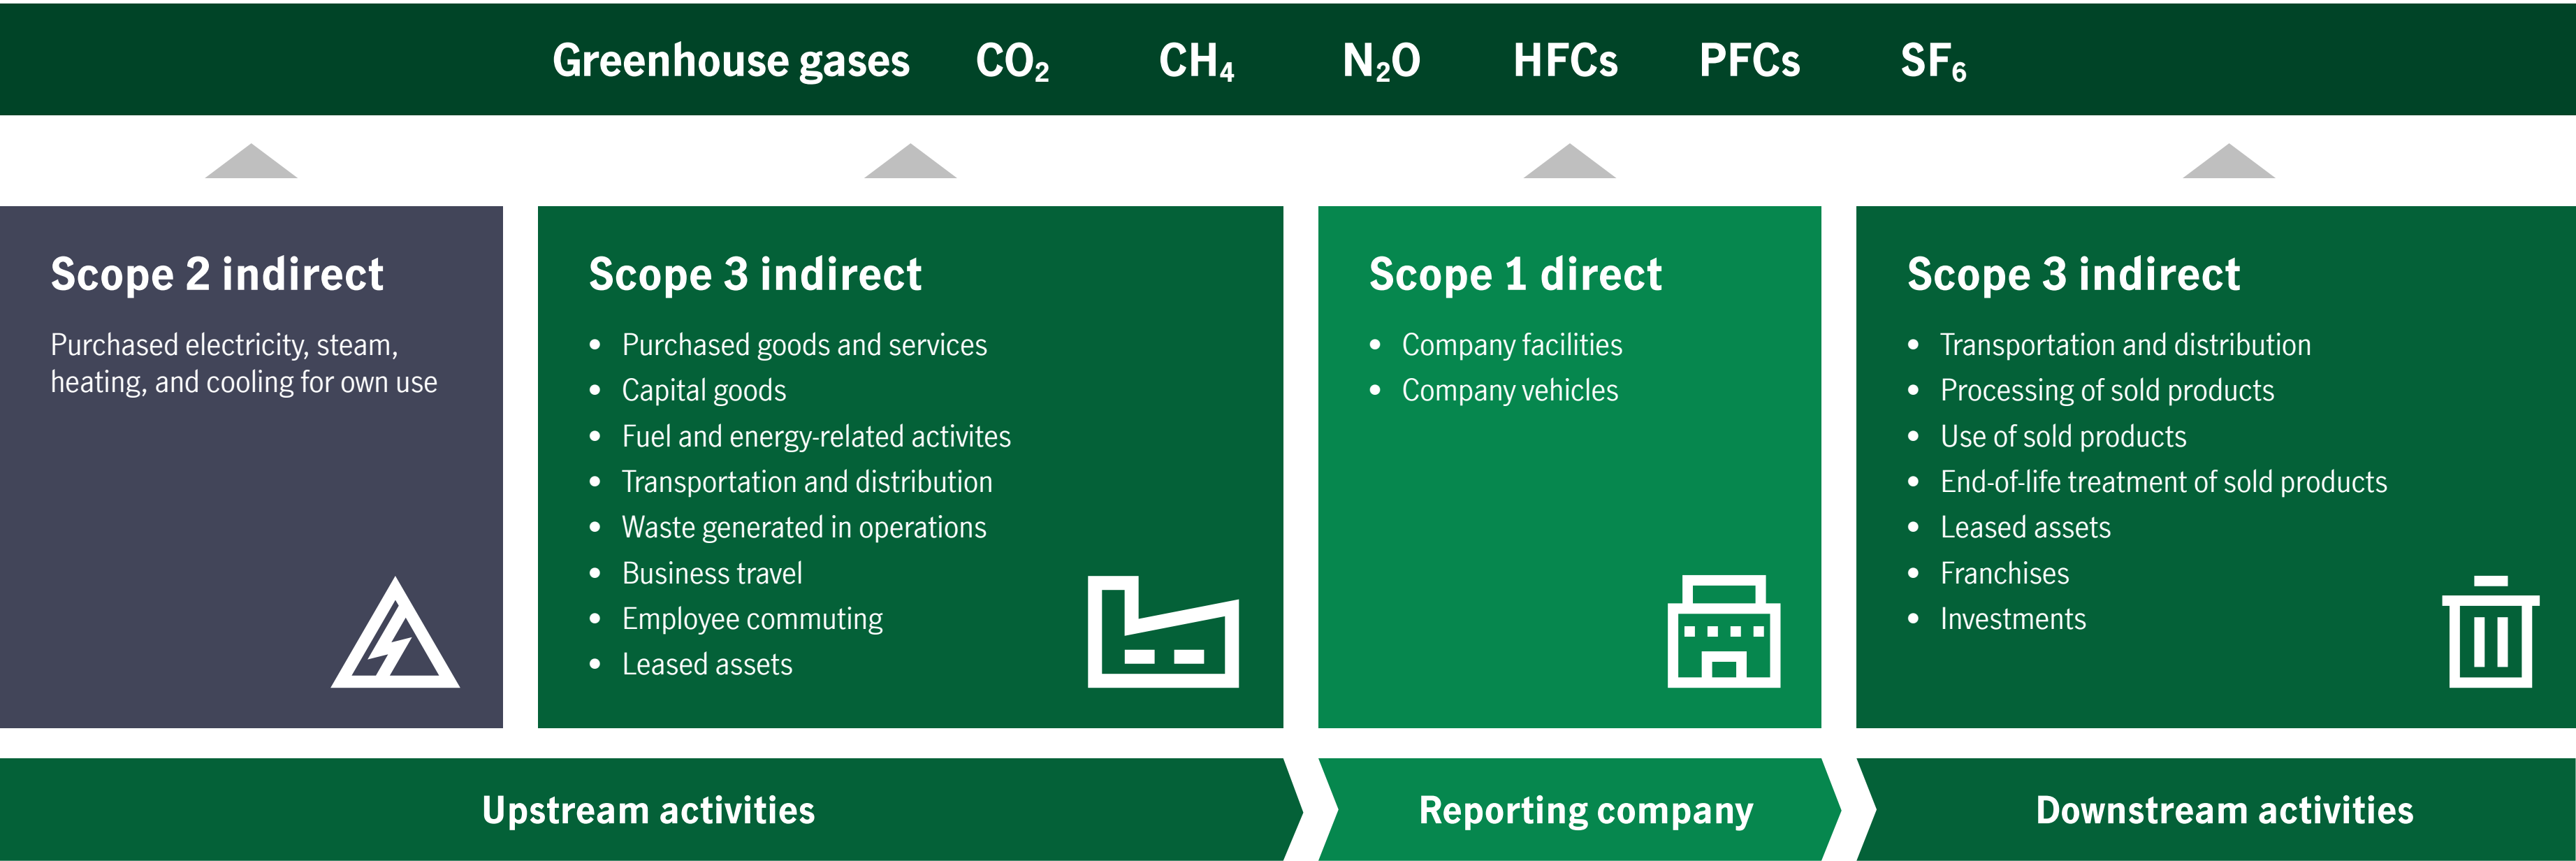 Greenhouse gases CO₂ CH₄ N₂O HFCs PFCs SF₆
Scope 2 indirect
Purchased electricity, steam,
heating, and cooling for own use
Scope 3 indirect
• Purchased goods and services
• Capital goods
• Fuel and energy-related activites
• Transportation and distribution
• Waste generated in operations
• Business travel
• Employee commuting
• Leased assets
Scope 1 direct
• Company facilities
• Company vehicles
Scope 3 indirect
• Transportation and distribution
• Processing of sold products
• Use of sold products
• End-of-life treatment of sold products
• Leased assets
• Franchises
• Investments
Upstream activities
Reporting company
Downstream activities